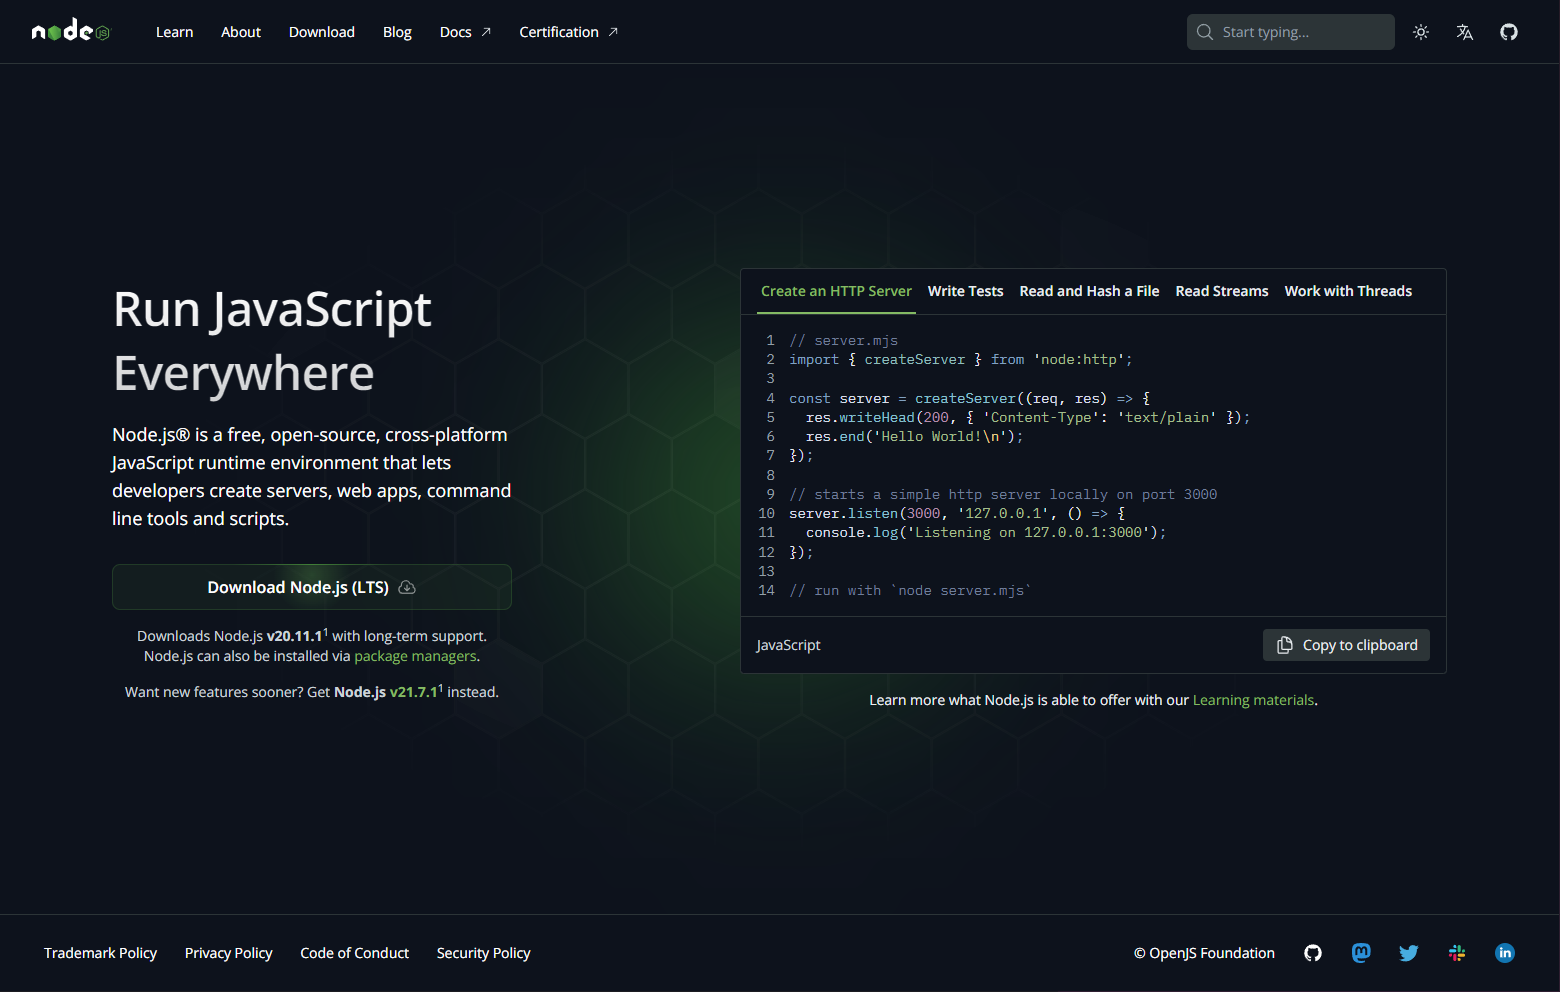 node JS
Learn About Download Blog Docs Certification
Start typing...
Run JavaScript
Everywhere
Node.js® is a free, open-source, cross-platform
JavaScript runtime environment that lets
developers create servers, web apps, command
line tools and scripts.
Download Node.js (LTS)
Downloads Node.js v20.11.1¹ with long-term support.
Node.js can also be installed via package managers.
Want new features sooner? Get Node.js v21.7.1¹ instead.
Create an HTTP Server Write Tests Read and Hash a File Read Streams Work with Threads
1 // server.mjs
2 import { createServer } from 'node:http';
3
4 const server = createServer((req, res) => {
5   res.writeHead(200, { 'Content-Type': 'text/plain' });
6   res.end('Hello World!\n');
7 });
8
9 // starts a simple http server locally on port 3000
10 server.listen(3000, '127.0.0.1', () => {
11   console.log('Listening on 127.0.0.1:3000');
12 });
13
14 // run with `node server.mjs`
JavaScript Copy to clipboard
Learn more what Node.js is able to offer with our Learning materials.
Trademark Policy Privacy Policy Code of Conduct Security Policy © OpenJS Foundation